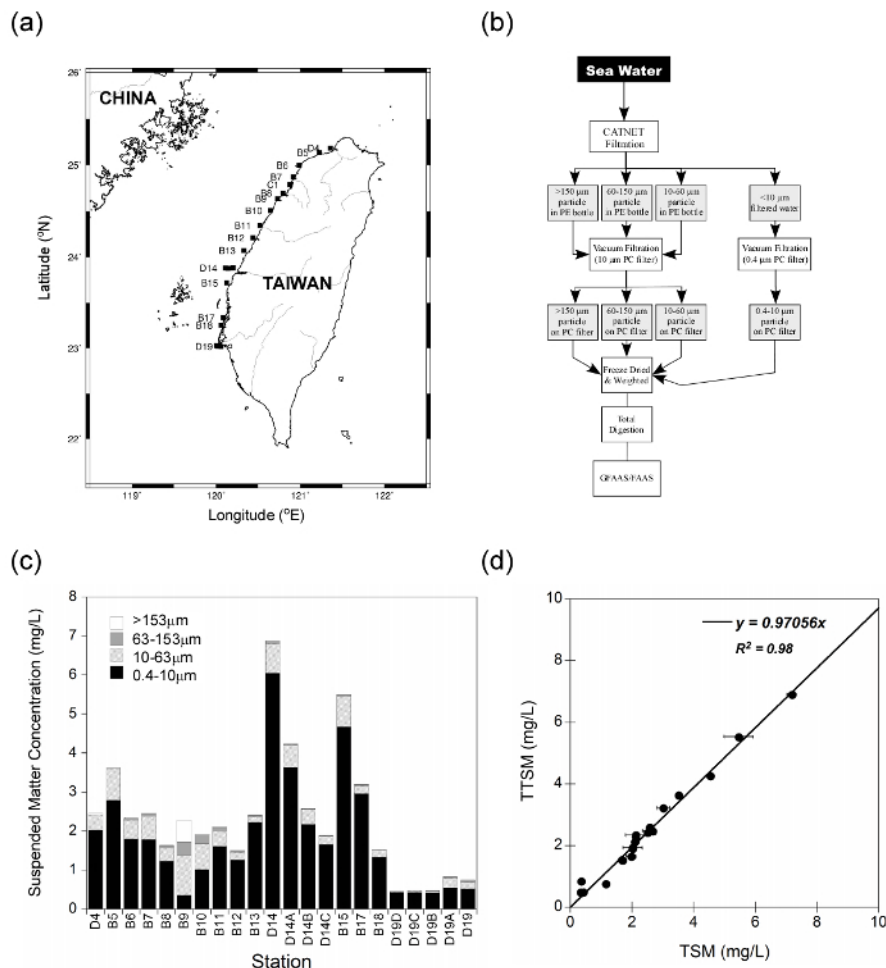 (a)
26˚
CHINA
D4
B5
B6
25˚
B7
C1
B8
B9
B10
B11
B12
B13
24˚
D14
TAIWAN
B15
B17
B18
23˚
D19
22˚
119˚ 120˚ 121˚ 122˚
Latitude (°N)
Longitude (°E)
(b)
Sea Water
CATNET
Filtration
>150 μm
particle
in PE bottle
60-150 μm
particle
in PE bottle
10-60 μm
particle
in PE bottle
<10 μm
filtered water
Vacuum Filtration
(10 μm PC filter)
Vacuum Filtration
(0.4 μm PC filter)
>150 μm
particle
on PC filter
60-150 μm
particle
on PC filter
10-60 μm
particle
on PC filter
0.4-10 μm
particle
on PC filter
Freeze Dried
& Weighted
Total
Digestion
GFAAS/FAAS
(c)
Suspended Matter Concentration (mg/L)
8
7
6
5
4
3
2
1
0
>153μm
63-153μm
10-63μm
0.4-10μm
D4 B5 B6 B7 B8 B9 B10 B11 B12 B13 D14 D14A D14B D14C B15 B17 B18 D19D D19C D19B D19A D19
Station
(d)
TTSM (mg/L)
10
8
6
4
2
0
y = 0.97056x
R² = 0.98
0 2 4 6 8 10
TSM (mg/L)